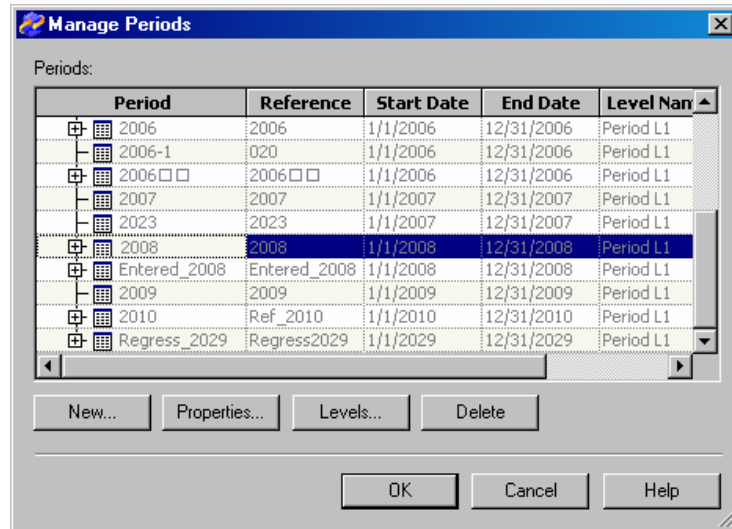 Manage Periods
Periods:
Period Reference Start Date End Date Level Nam
2006 2006 1/1/2006 12/31/2006 Period L1
2006-1 020 1/1/2006 12/31/2006 Period L1
2006□□ 2006□□ 1/1/2006 12/31/2006 Period L1
2007 2007 1/1/2007 12/31/2007 Period L1
2023 2023 1/1/2007 12/31/2007 Period L1
2008 2008 1/1/2008 12/31/2008 Period L1
Entered_2008 Entered_2008 1/1/2008 12/31/2008 Period L1
2009 2009 1/1/2009 12/31/2009 Period L1
2010 Ref_2010 1/1/2010 12/31/2010 Period L1
Regress_2029 Regress2029 1/1/2029 12/31/2029 Period L1
New... Properties... Levels... Delete
OK Cancel Help